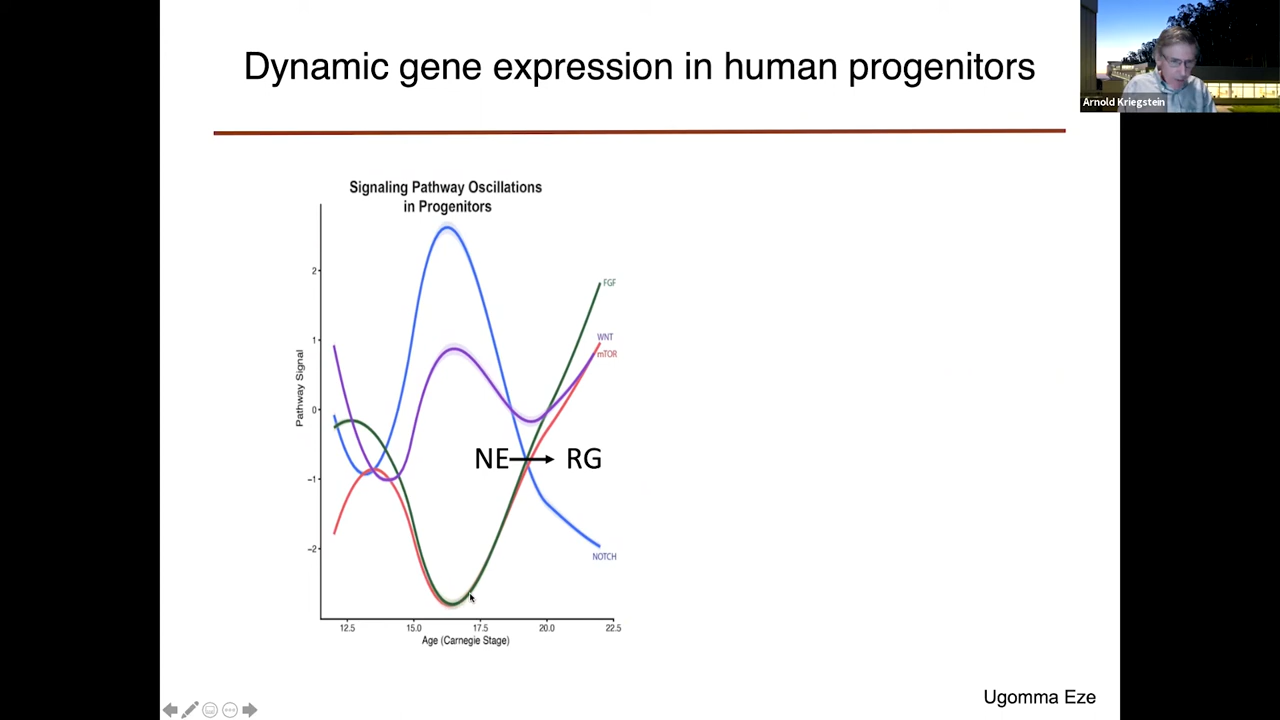 Dynamic gene expression in human progenitors
Arnold Kriegstein
Signaling Pathway Oscillations
in Progenitors
Pathway Signal
2
1
0
−1
−2
FGF
WNT
mTOR
NE
RG
NOTCH
12.5
15.0
17.5
20.0
22.5
Age (Carnegie Stage)
Ugomma Eze